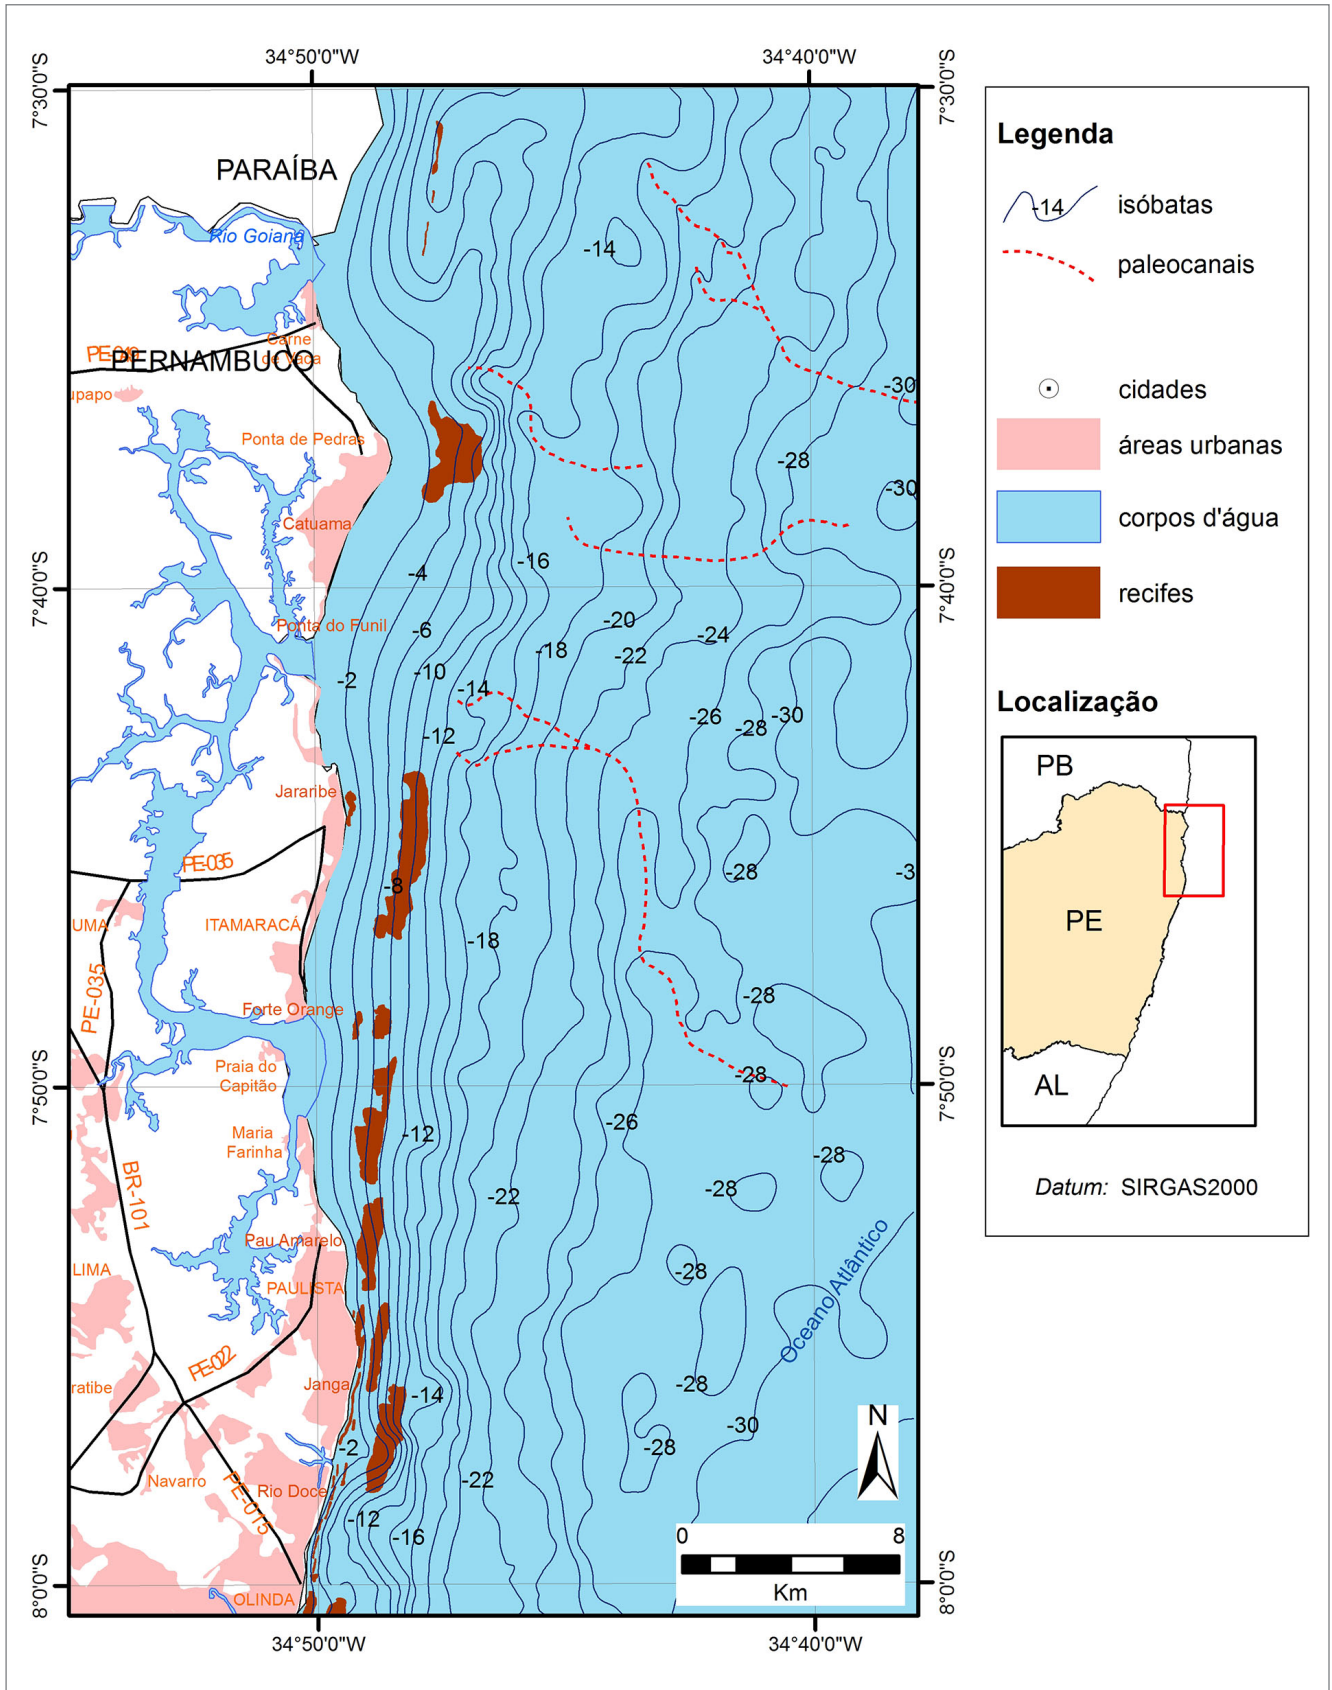 34°50'0"W
34°40'0"W
7°30'0"S
7°30'0"S
PARAÍBA
Rio Goiana
-14
Carne
de Vaca
PERNAMBUCO
upapo
-30
Ponta de Pedras
-28
-30
Catuama
-16
-4
7°40'0"S
7°40'0"S
Ponta do Funil
-6
-20
-24
-18
-22
-10
-2
-14
-26
-28
-30
-12
Jararibe
PE-035
-28
-3
-8
UMA
ITAMARACÁ
-18
PE-035
Forte Orange
-28
Praia do
Capitão
-28
7°50'0"S
7°50'0"S
Maria
Farinha
-12
-26
-28
BR-101
-22
-28
Pau Amarelo
LIMA
PAULISTA
-28
Oceano Atlântico
PE-022
ratibe
Janga
-14
-28
-30
-2
-28
N
Navarro
PE-015
Rio Doce
-22
-12
-16
0
8
Km
OLINDA
8°0'0"S
8°0'0"S
34°50'0"W
34°40'0"W
Legenda
-14
isóbatas
paleocanais
cidades
áreas urbanas
corpos d'água
recifes
Localização
PB
PE
AL
Datum: SIRGAS2000